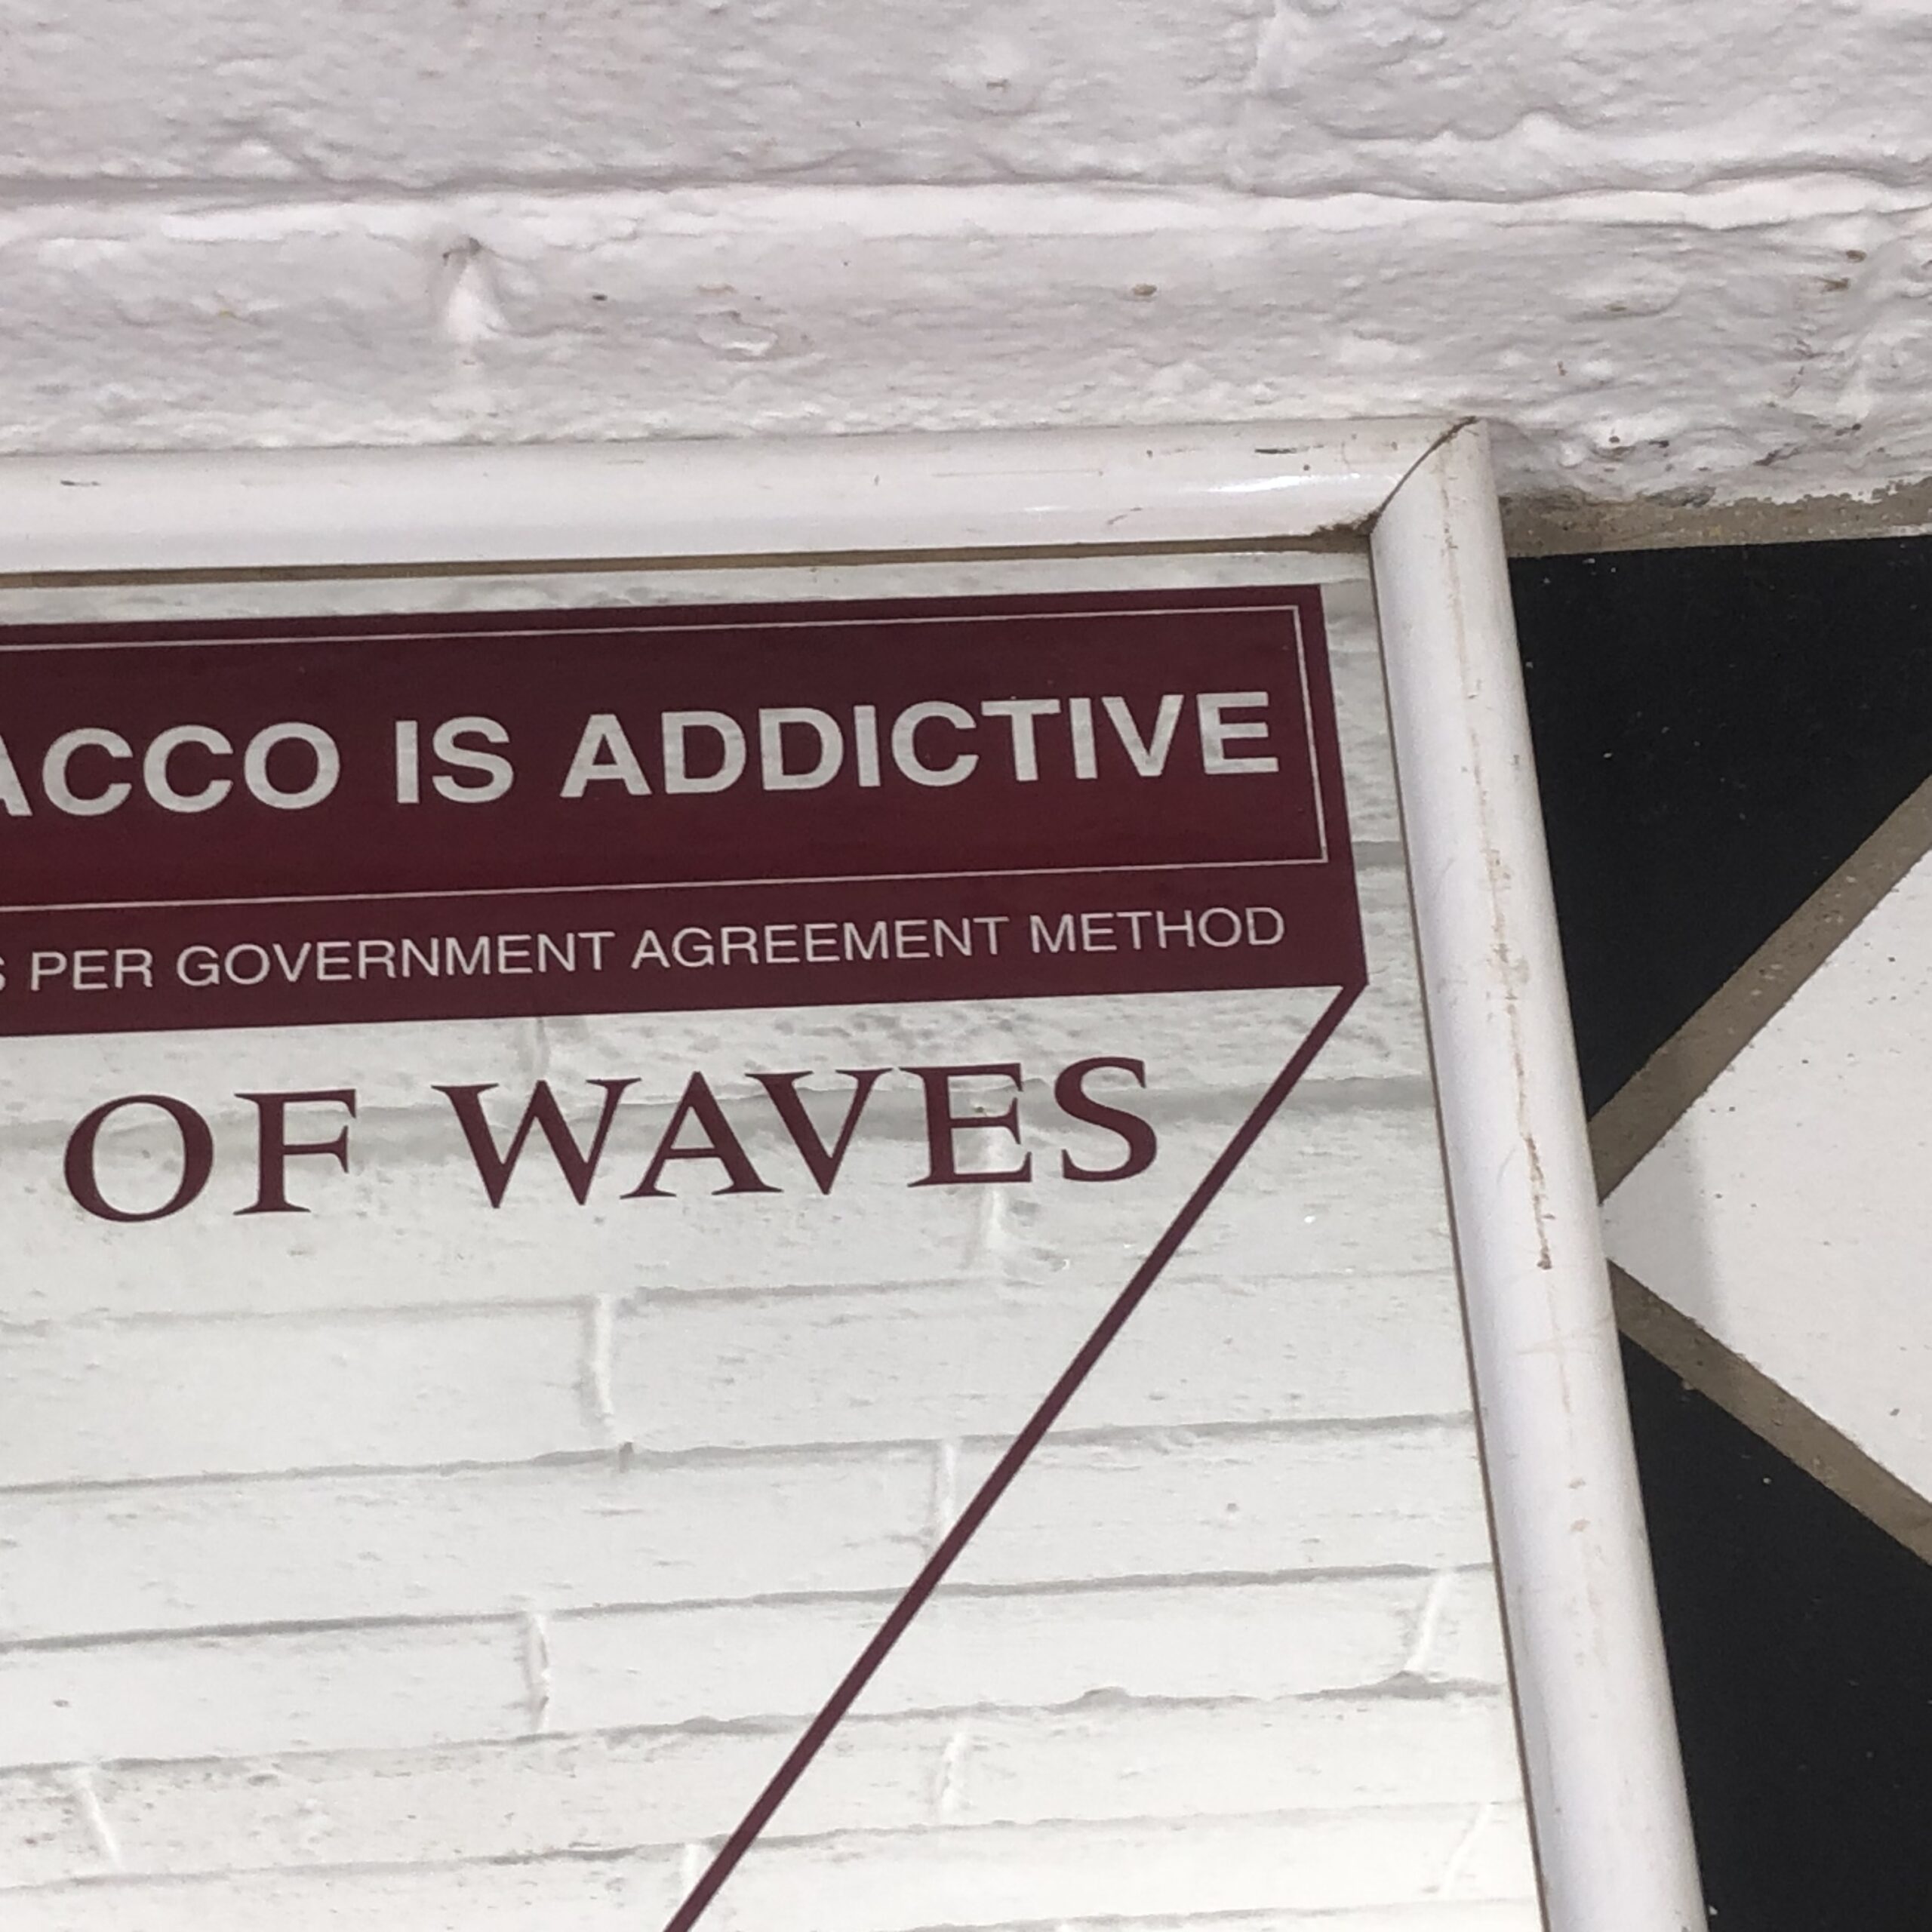 ACCO IS ADDICTIVE
S PER GOVERNMENT AGREEMENT METHOD
OF WAVES